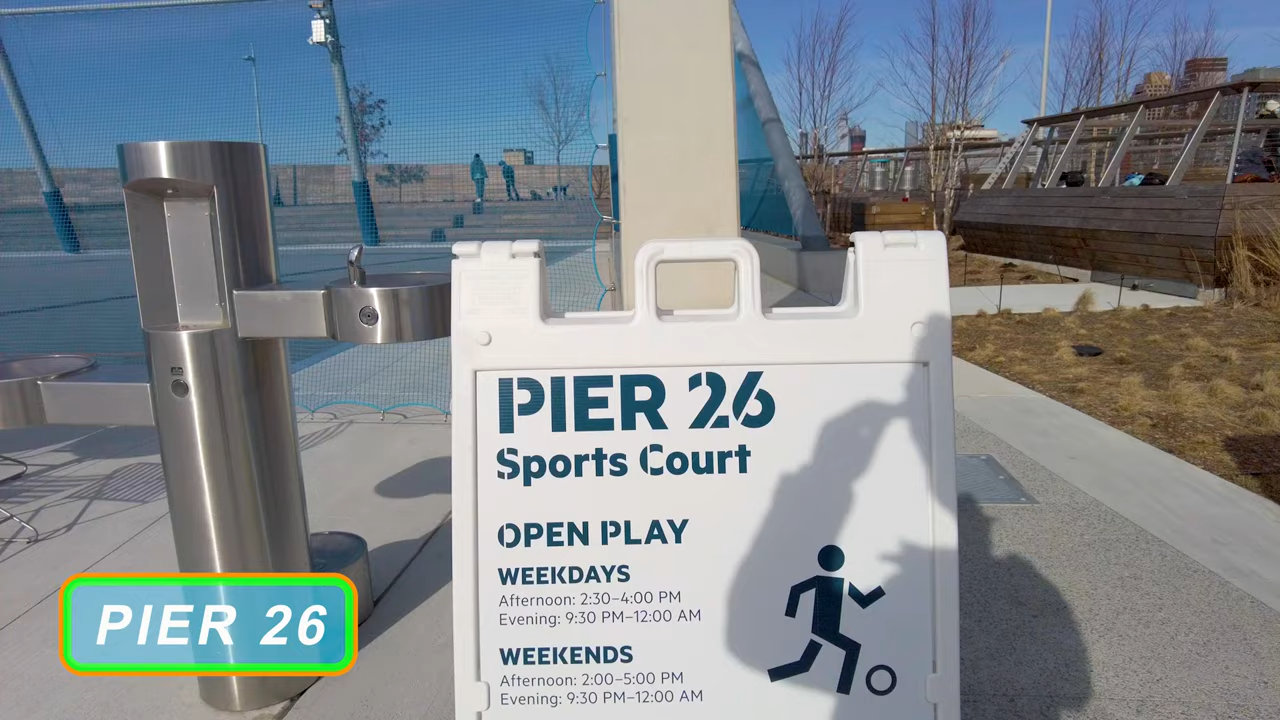 PIER 26
Sports Court
OPEN PLAY
WEEKDAYS
Afternoon: 2:30–4:00 PM
Evening: 9:30 PM–12:00 AM
WEEKENDS
Afternoon: 2:00–5:00 PM
Evening: 9:30 PM–12:00 AM
PIER 26